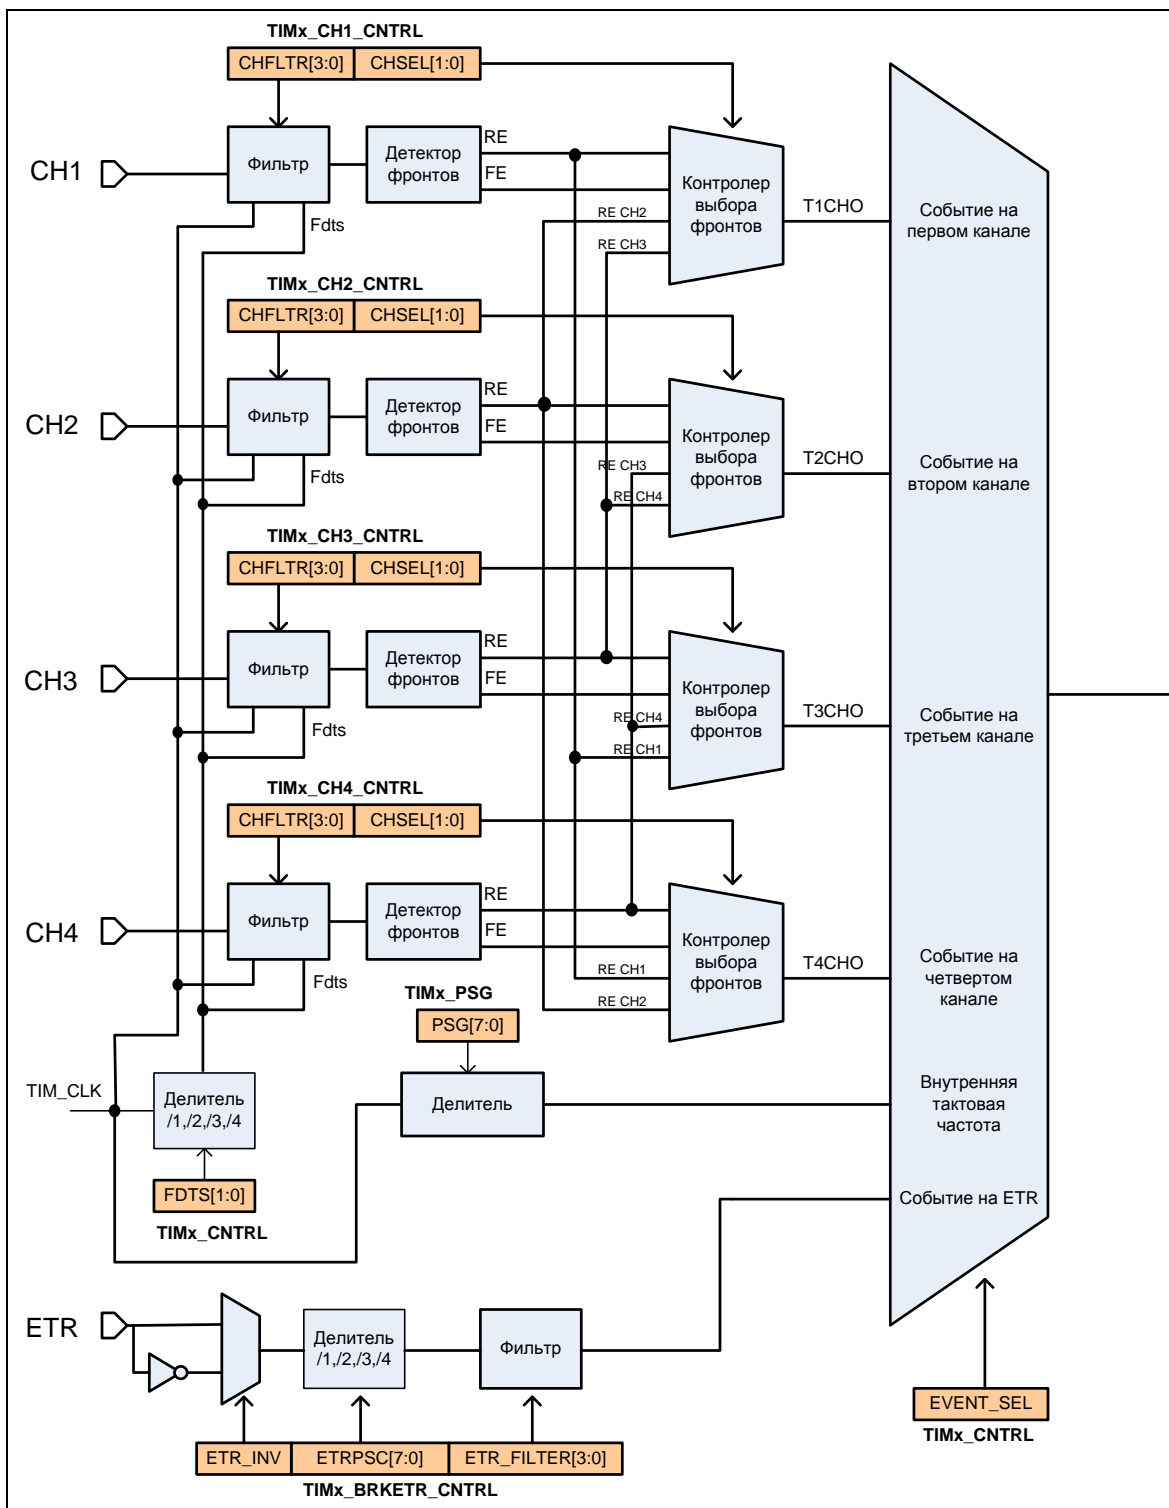 TIMx_CH1_CNTRL
CHFLTR[3:0] CHSEL[1:0]
CH1
Фильтр
Детектор
фронтов
RE
FE
Fdts
RE CH2
RE CH3
Контролер
выбора
фронтов
T1CHO
Событие на
первом канале
TIMx_CH2_CNTRL
CHFLTR[3:0] CHSEL[1:0]
CH2
Фильтр
Детектор
фронтов
RE
FE
Fdts
RE CH3
RE CH4
Контролер
выбора
фронтов
T2CHO
Событие на
втором канале
TIMx_CH3_CNTRL
CHFLTR[3:0] CHSEL[1:0]
CH3
Фильтр
Детектор
фронтов
RE
FE
Fdts
RE CH4
RE CH1
Контролер
выбора
фронтов
T3CHO
Событие на
третьем канале
TIMx_CH4_CNTRL
CHFLTR[3:0] CHSEL[1:0]
CH4
Фильтр
Детектор
фронтов
RE
FE
Fdts
RE CH1
RE CH2
Контролер
выбора
фронтов
T4CHO
Событие на
четвертом
канале
TIMx_PSG
PSG[7:0]
TIM_CLK
Делитель
/1,/2,/3,/4
Делитель
Внутренняя
тактовая
частота
FDTS[1:0]
TIMx_CNTRL
Событие на ETR
ETR
Делитель
/1,/2,/3,/4
Фильтр
ETR_INV ETRPSC[7:0] ETR_FILTER[3:0]
TIMx_BRKETR_CNTRL
EVENT_SEL
TIMx_CNTRL